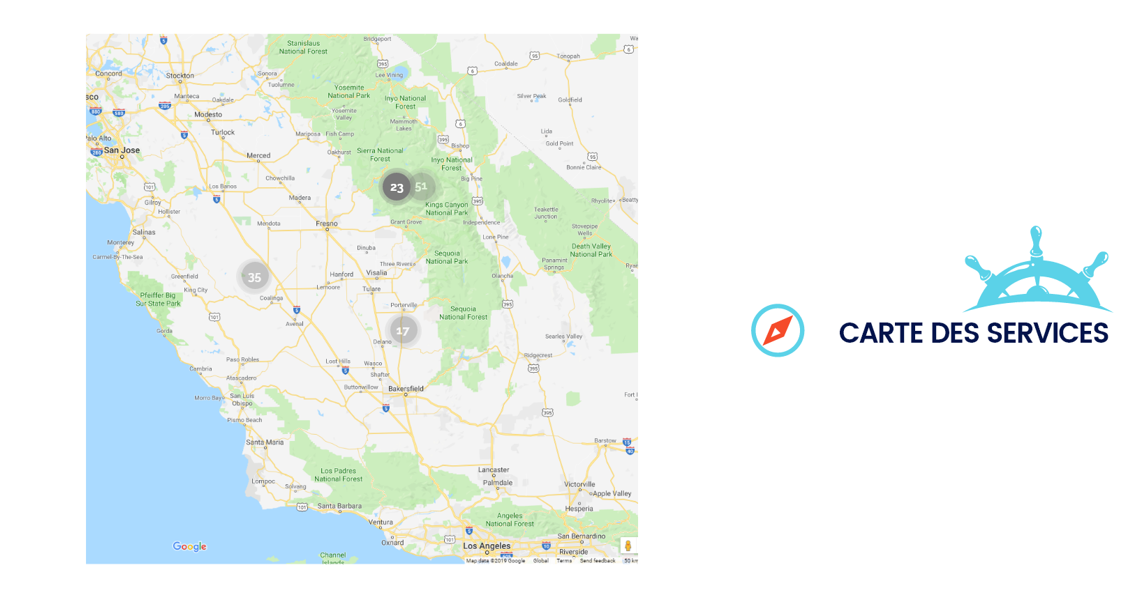 Bridgeport
Stanislaus
National Forest
Tonopah
Coaldale
Lee Vining
Concord
Stockton
Sonora
Tuolumne
Yosemite
National Park
Inyo National
Forest
Silver Peak
Goldfield
sco
Manteca
Oakdale
Modesto
Yosemite
Valley
Mammoth
Lakes
Palo Alto
Turlock
Mariposa
Fish Camp
Lide
Gold Point
San Jose
Merced
Oakhurst
Sierra National
Forest
Bishop
Inyo National
Forest
Bonnie Claire
Chowchilla
Big Pine
Los Banos
23
51
Gilroy
Madera
Kings Canyon
National Park
Rhyolite
Beatty
Hollister
Teakettle
Junction
Salinas
Mendota
Fresno
Grant Grove
Independence
Stovepipe
Wells
Monterey
Dinuba
Lone Pine
Death Valley
National Park
Carmel-By-The-Sea
Sequoia
National Park
Panamint
Springs
Greenfield
35
Hanford
Visalia
Three Rivers
Olancha
King City
Coalinga
Lemoore
Tulare
Pfeiffer Big
Sur State Park
Porterville
Sequoia
National Forest
Gorda
Avenal
17
Delano
Searles Valley
Paso Robles
Lost Hills
Wasco
Ridgecrest
Cambria
Atascadero
Shafter
Buttonwillow
Bakersfield
Morro Bay
San Luis
Obispo
Pismo Beach
Santa Maria
Barstow
Los Padres
National Forest
Lancaster
Lompoc
Solvang
Palmdale
Victorville
Apple Valley
Santa Barbara
Hesperia
Ventura
Angeles
National Forest
Oxnard
San Bernardino
Google
Los Angeles
Riverside
Channel
Islands
Map data ©2019 Google
Global
Terms
Send feedback
50 km
CARTE DES SERVICES